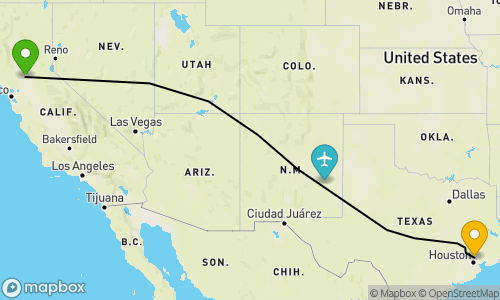 NEBR.
Omaha
Reno
NEV.
UTAH
COLO.
United States
KANS.
co
CALIF.
Las Vegas
Bakersfield
OKLA.
Los Angeles
ARIZ.
N.M.
Tijuana
Dallas
Ciudad Juárez
TEXAS
B.C.
Houston
SON.
CHIH.
mapbox
© Mapbox © OpenStreetMap